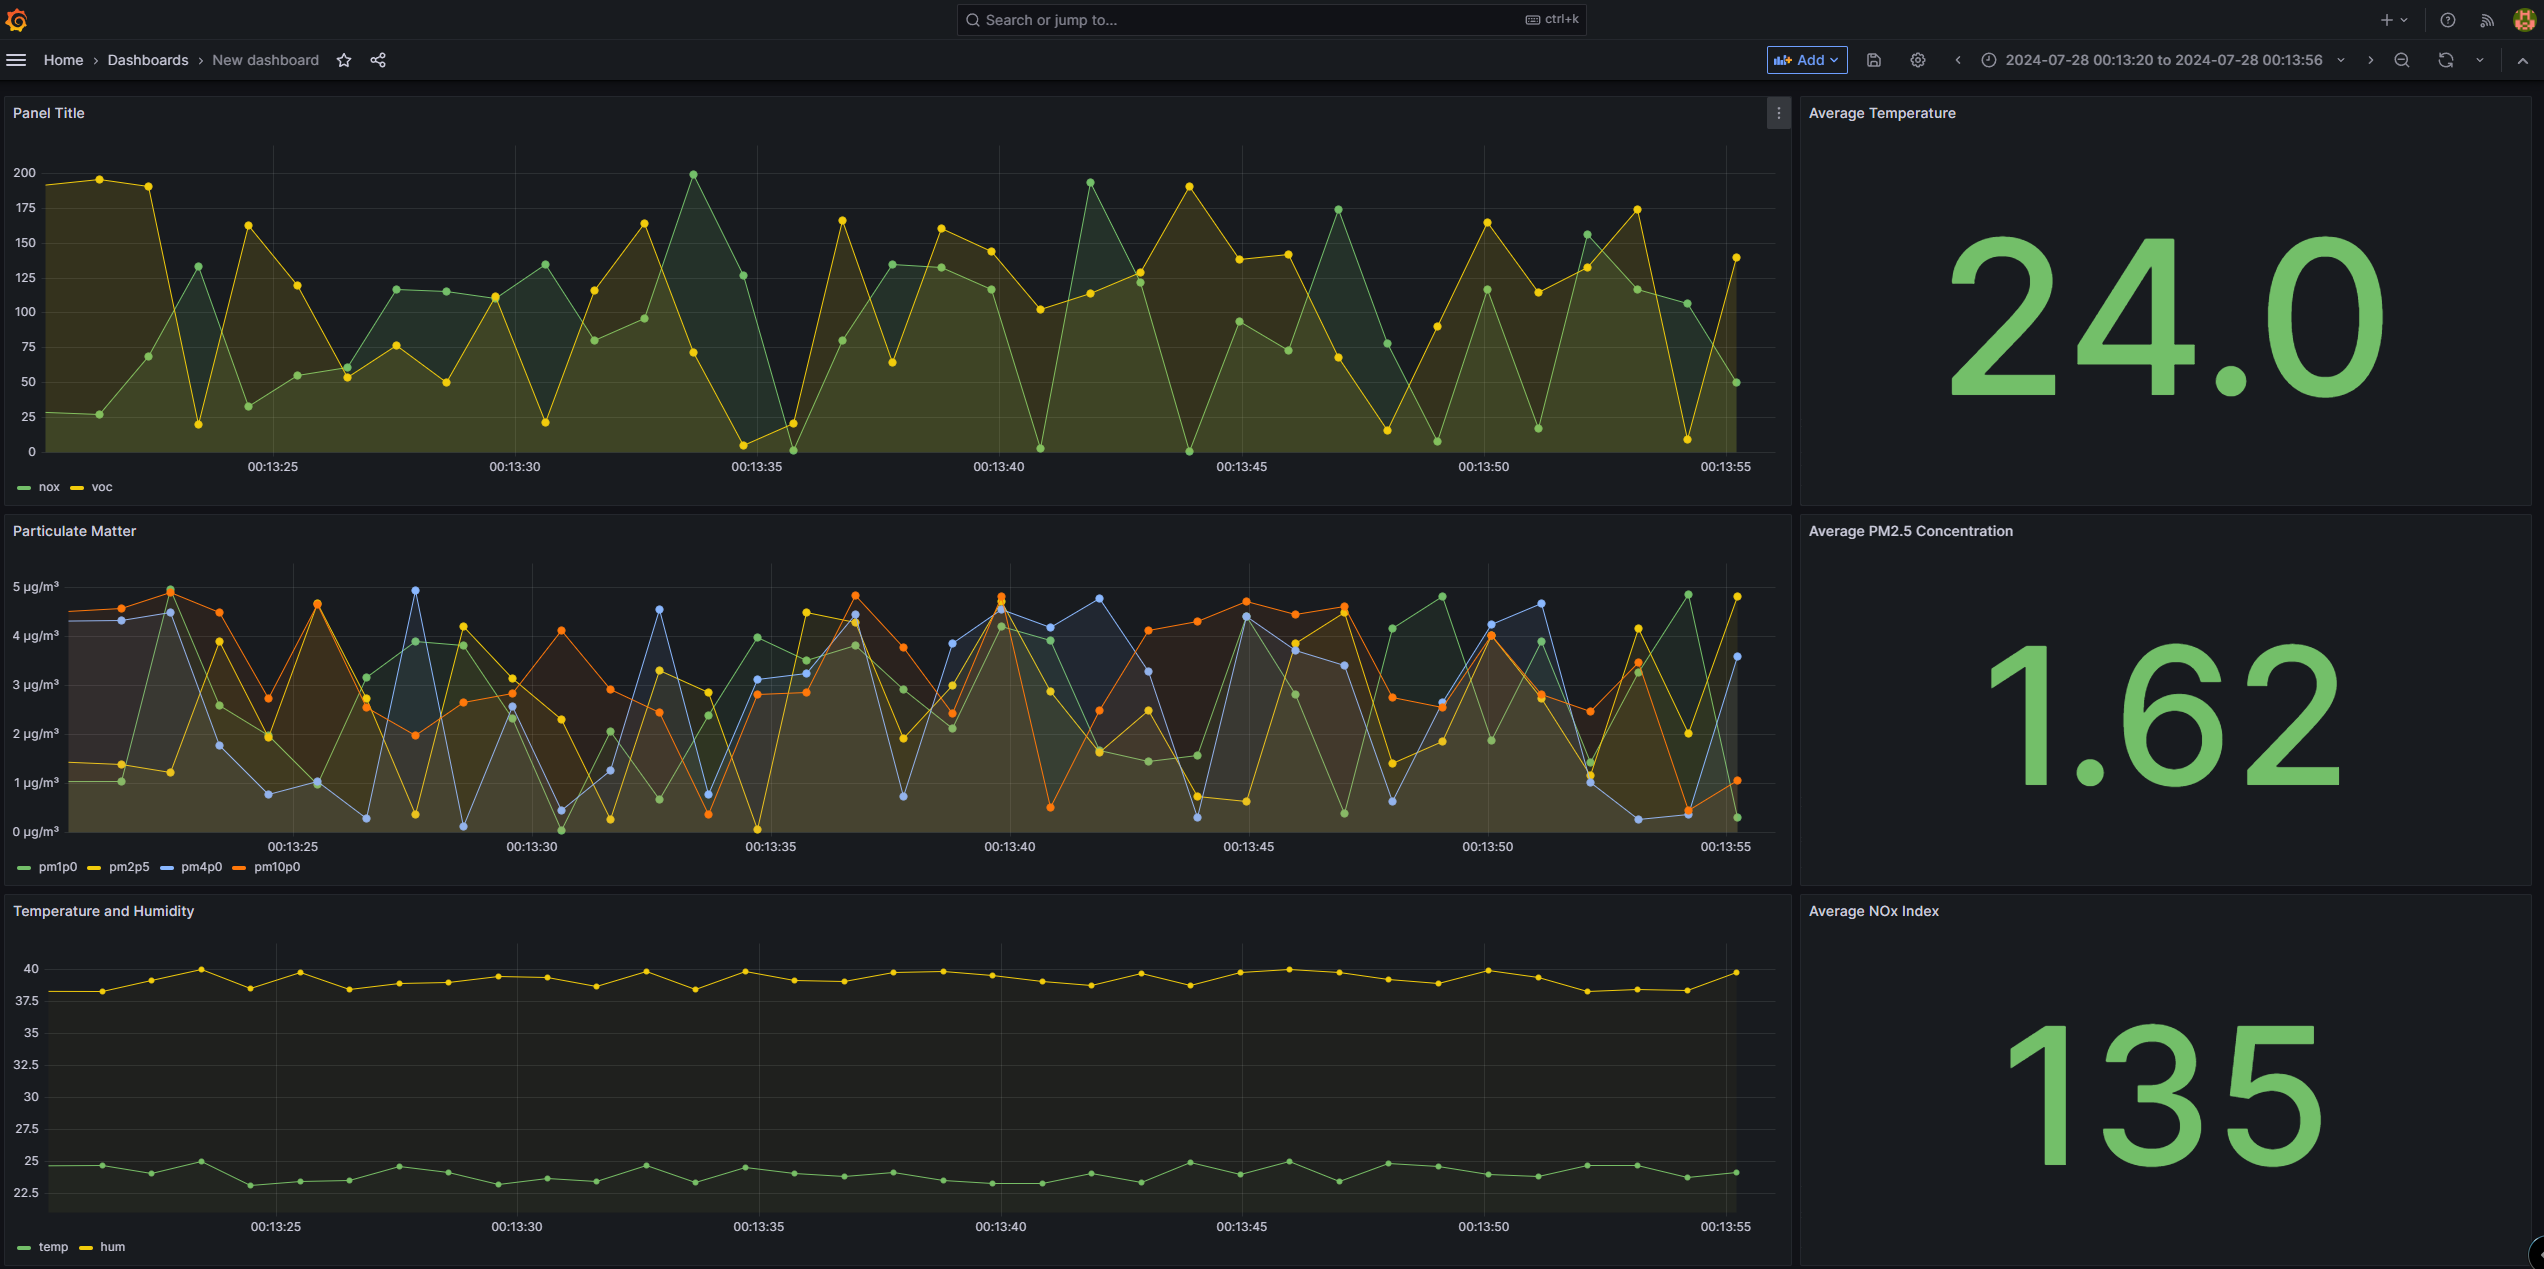 Search or jump to... ctrl+k
Home › Dashboards › New dashboard Add 2024-07-28 00:13:20 to 2024-07-28 00:13:56
Panel Title
200
175
150
125
100
75
50
25
0
00:13:25 00:13:30 00:13:35 00:13:40 00:13:45 00:13:50 00:13:55
nox voc
Average Temperature
24.0
Particulate Matter
5 μg/m³
4 μg/m³
3 μg/m³
2 μg/m³
1 μg/m³
0 μg/m³
00:13:25 00:13:30 00:13:35 00:13:40 00:13:45 00:13:50 00:13:55
pm1p0 pm2p5 pm4p0 pm10p0
Average PM2.5 Concentration
1.62
Temperature and Humidity
40
37.5
35
32.5
30
27.5
25
22.5
00:13:25 00:13:30 00:13:35 00:13:40 00:13:45 00:13:50 00:13:55
temp hum
Average NOx Index
135